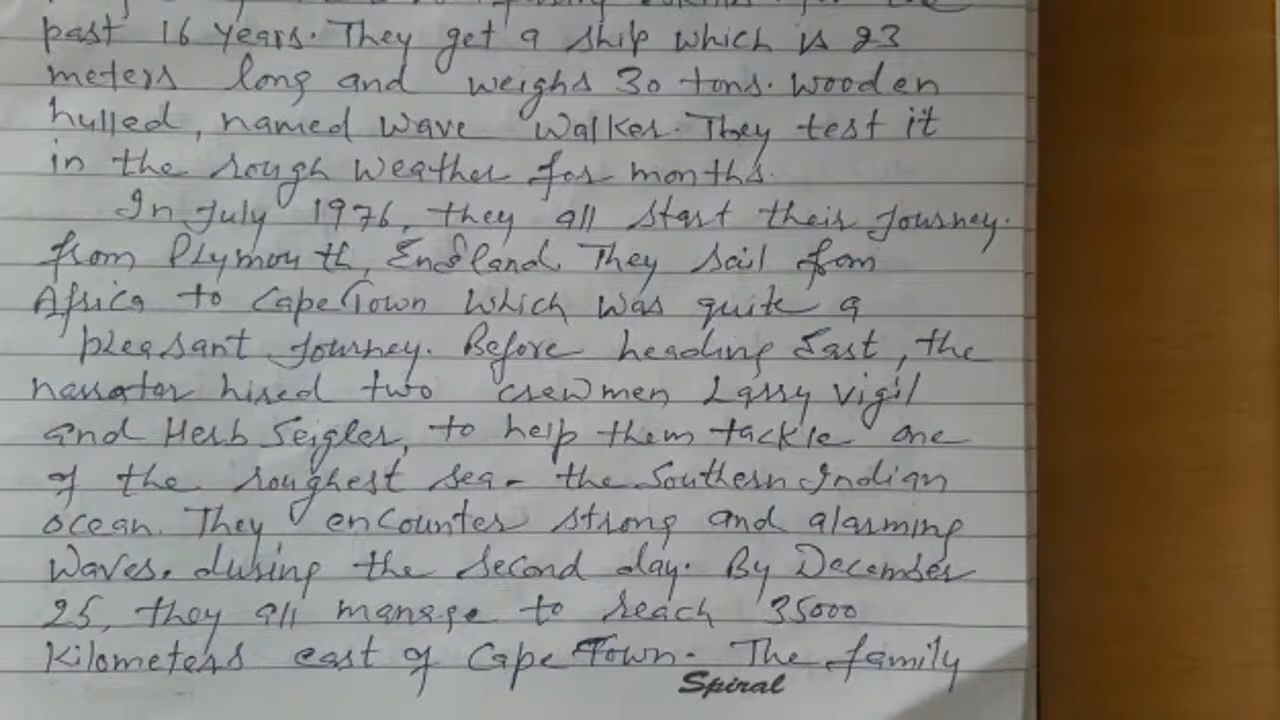 past 16 years. They get a ship which is 23
meters long and weighs 30 tons. Wooden
hulled, named Wave Walker. They test it
in the rough weather for months.
In July 1976, they all start their Journey.
from Plymouth, England. They sail from
Africa to Cape Town which was quite a
pleasant Journey. Before heading East, the
narrator hired two crewmen Larry Vigil
and Herb Seigler, to help them tackle one
of the roughest sea - the Southern Indian
ocean. They encounter strong and alarming
Waves. during the second day. By December
25, they all manage to reach 35000
Kilometers east of Cape Town. The family
Spiral